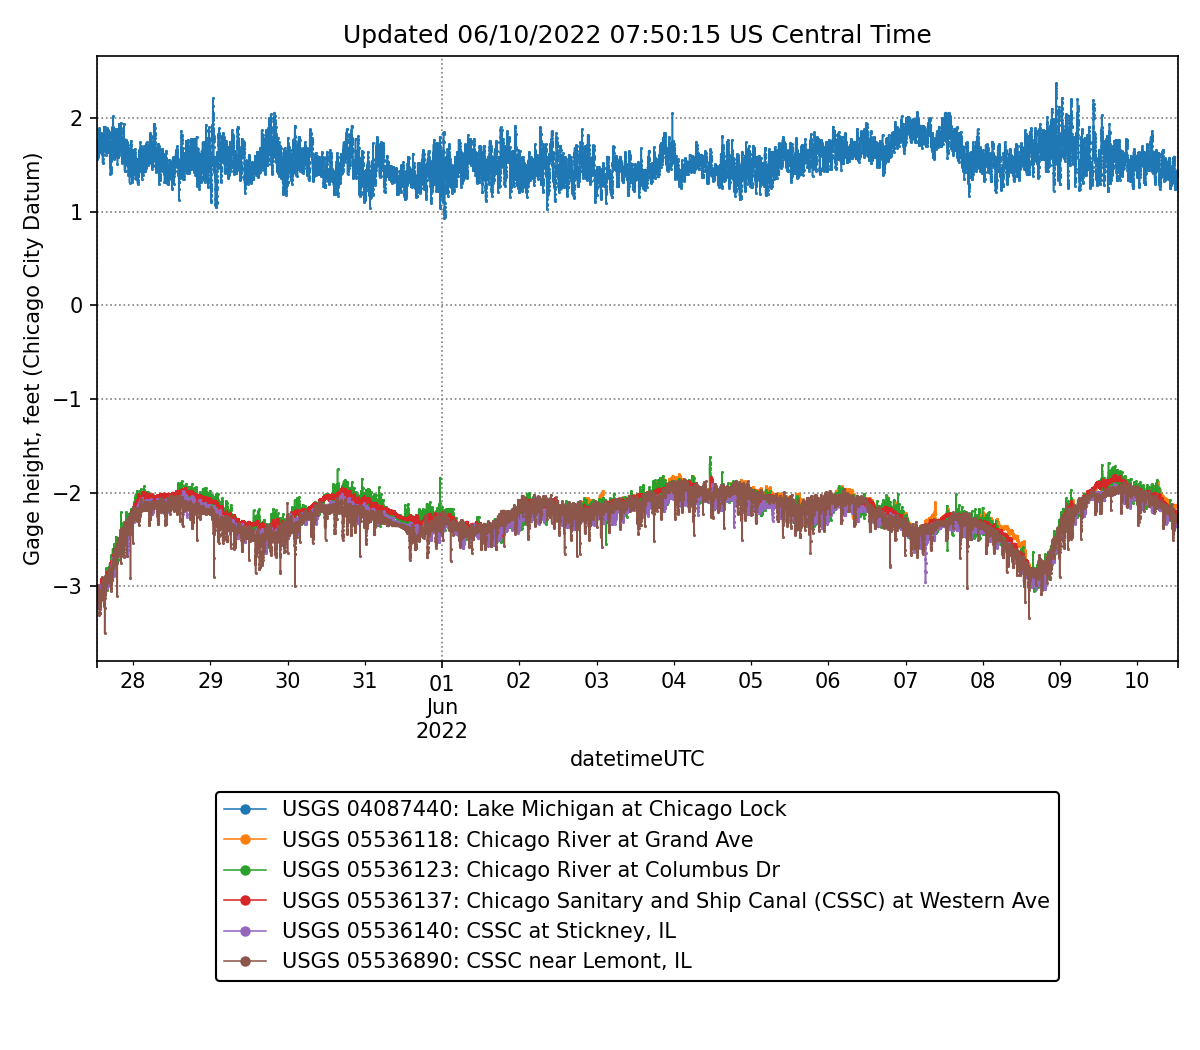 Updated 06/10/2022 07:50:15 US Central Time
Gage height, feet (Chicago City Datum)
2
1
0
−1
−2
−3
28 29 30 31 01 02 03 04 05 06 07 08 09 10
Jun
2022
datetimeUTC
USGS 04087440: Lake Michigan at Chicago Lock
USGS 05536118: Chicago River at Grand Ave
USGS 05536123: Chicago River at Columbus Dr
USGS 05536137: Chicago Sanitary and Ship Canal (CSSC) at Western Ave
USGS 05536140: CSSC at Stickney, IL
USGS 05536890: CSSC near Lemont, IL